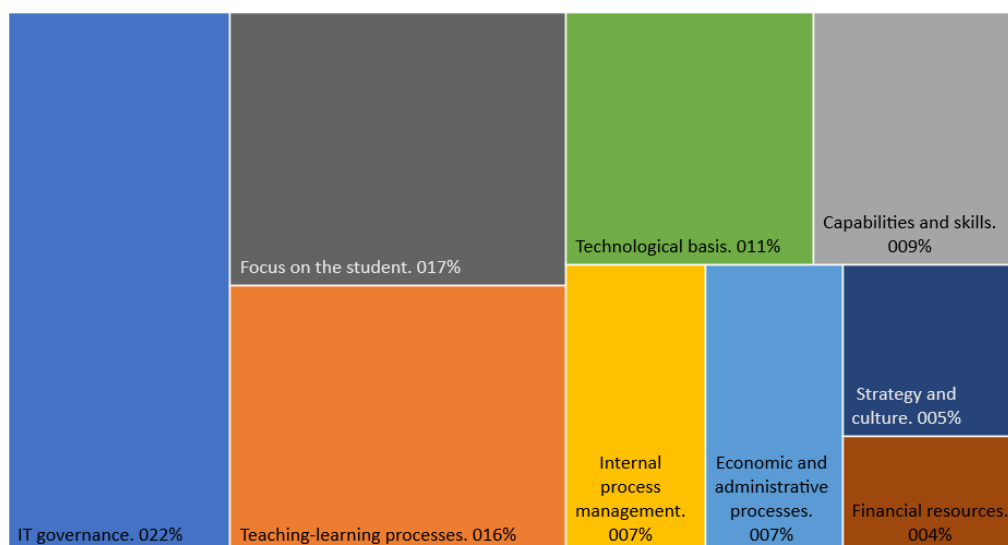 IT governance. 022%
Focus on the student. 017%
Teaching-learning processes. 016%
Technological basis. 011%
Capabilities and skills.
009%
Internal
process
management.
007%
Economic and
administrative
processes.
007%
Strategy and
culture. 005%
Financial resources.
004%